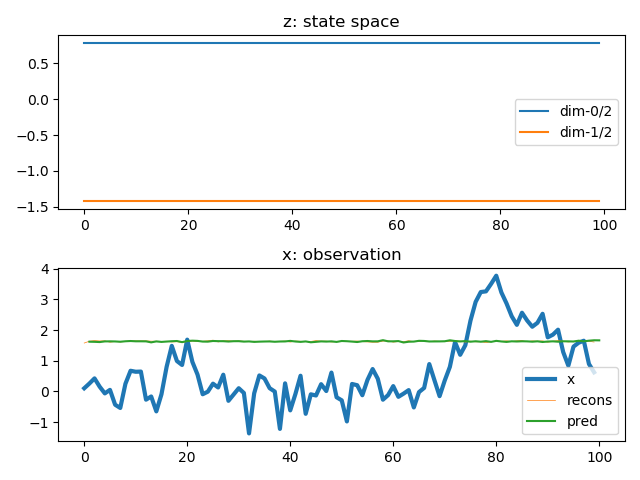 z: state space
0.5
0.0
−0.5
−1.0
−1.5
dim-0/2
dim-1/2
0 20 40 60 80 100
x: observation
4
3
2
1
0
−1
x
recons
pred
0 20 40 60 80 100